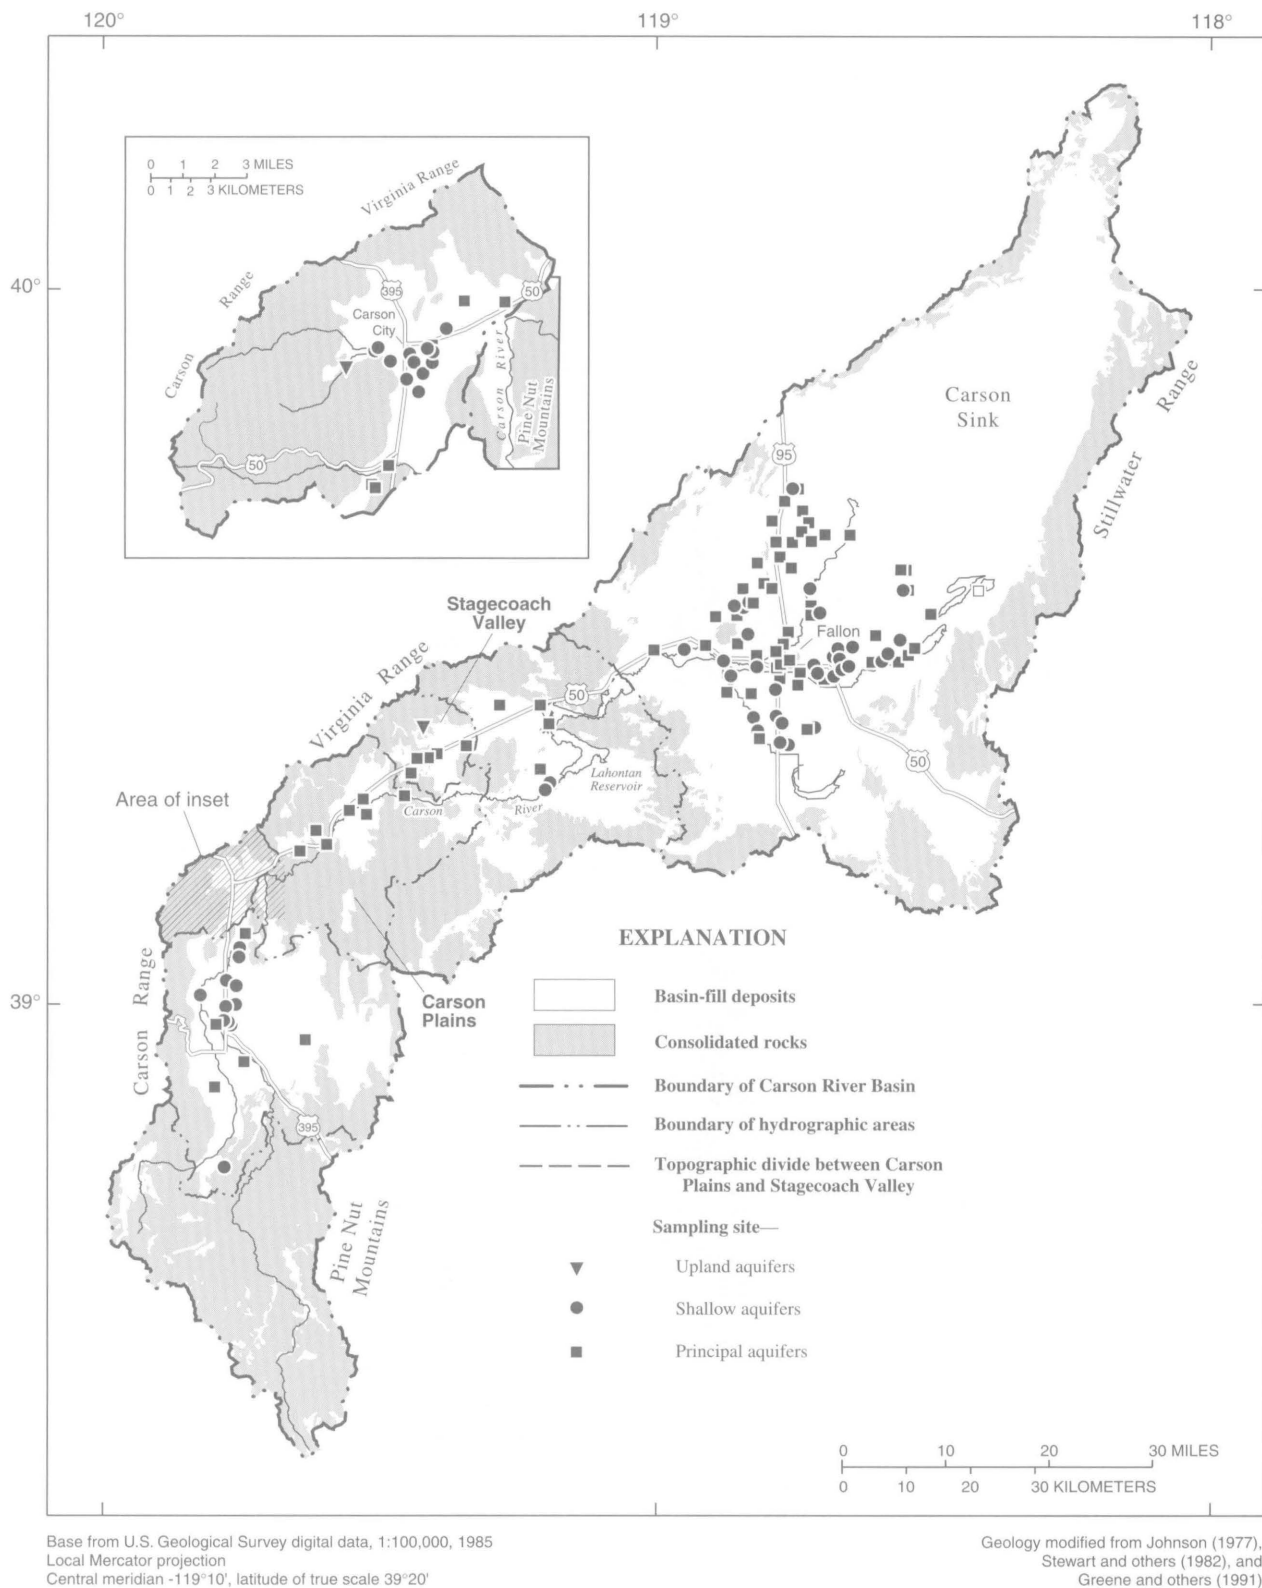 120°
119°
118°
0 1 2 3 MILES
0 1 2 3 KILOMETERS
Virginia Range
Range
Carson
395
50
Carson
City
Carson River
Pine Nut
Mountains
50
40°
Carson
Sink
Range
Stillwater
95
Stagecoach
Valley
Fallon
Virginia Range
50
50
Lahontan
Reservoir
Area of inset
Carson
River
EXPLANATION
Basin-fill deposits
39°
Carson Range
Carson
Plains
Consolidated rocks
Boundary of Carson River Basin
395
Boundary of hydrographic areas
Topographic divide between Carson
Plains and Stagecoach Valley
Pine Nut
Mountains
Sampling site—
Upland aquifers
Shallow aquifers
Principal aquifers
0 10 20 30 MILES
0 10 20 30 KILOMETERS
Base from U.S. Geological Survey digital data, 1:100,000, 1985
Local Mercator projection
Central meridian -119°10', latitude of true scale 39°20'
Geology modified from Johnson (1977),
Stewart and others (1982), and
Greene and others (1991)